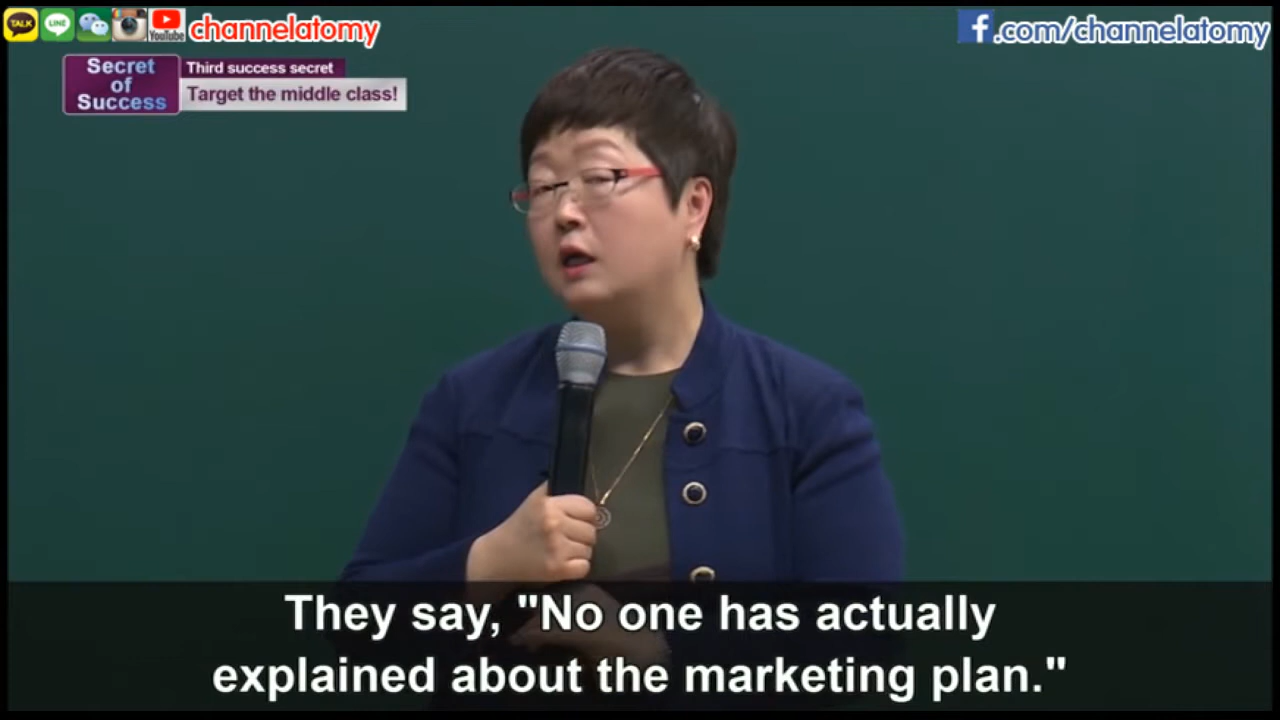 TALK
LINE
YouTube
channelatomy
f.com/channelatomy
Secret
of
Success
Third success secret
Target the middle class!
They say, "No one has actually
explained about the marketing plan."